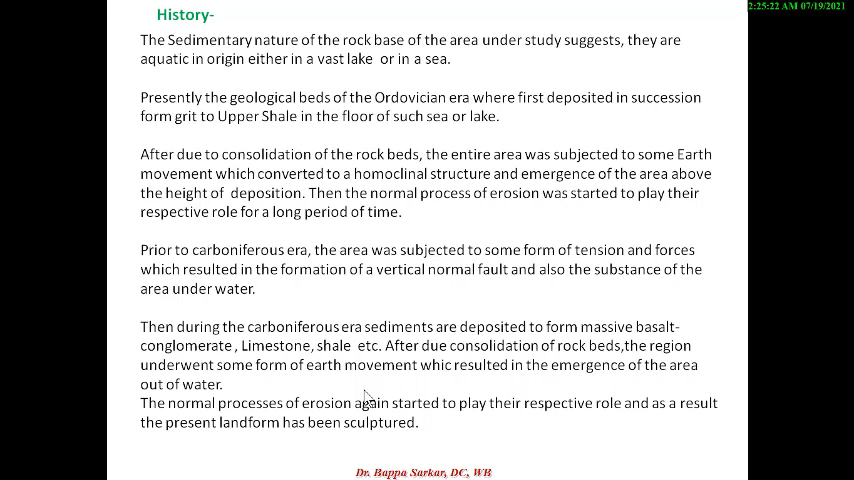 History-
2:25:22 AM 07/19/2021
The Sedimentary nature of the rock base of the area under study suggests, they are
aquatic in origin either in a vast lake or in a sea.
Presently the geological beds of the Ordovician era where first deposited in succession
form grit to Upper Shale in the floor of such sea or lake.
After due to consolidation of the rock beds, the entire area was subjected to some Earth
movement which converted to a homoclinal structure and emergence of the area above
the height of deposition. Then the normal process of erosion was started to play their
respective role for a long period of time.
Prior to carboniferous era, the area was subjected to some form of tension and forces
which resulted in the formation of a vertical normal fault and also the substance of the
area under water.
Then during the carboniferous era sediments are deposited to form massive basalt-
conglomerate , Limestone, shale etc. After due consolidation of rock beds,the region
underwent some form of earth movement whic resulted in the emergence of the area
out of water.
The normal processes of erosion again started to play their respective role and as a result
the present landform has been sculptured.
Dr. Bappa Sarkar, DC, WB